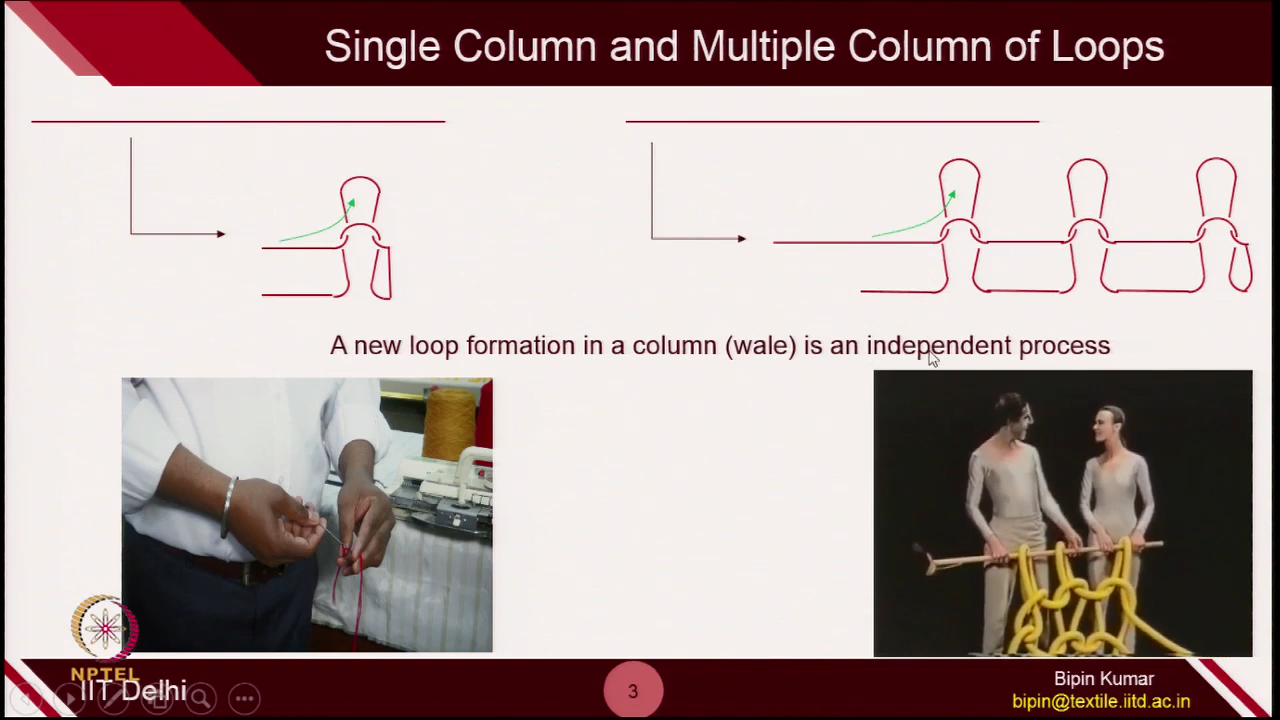 Single Column and Multiple Column of Loops
A new loop formation in a column (wale) is an independent process
NPTEL
IIT Delhi
3
Bipin Kumar
bipin@textile.iitd.ac.in